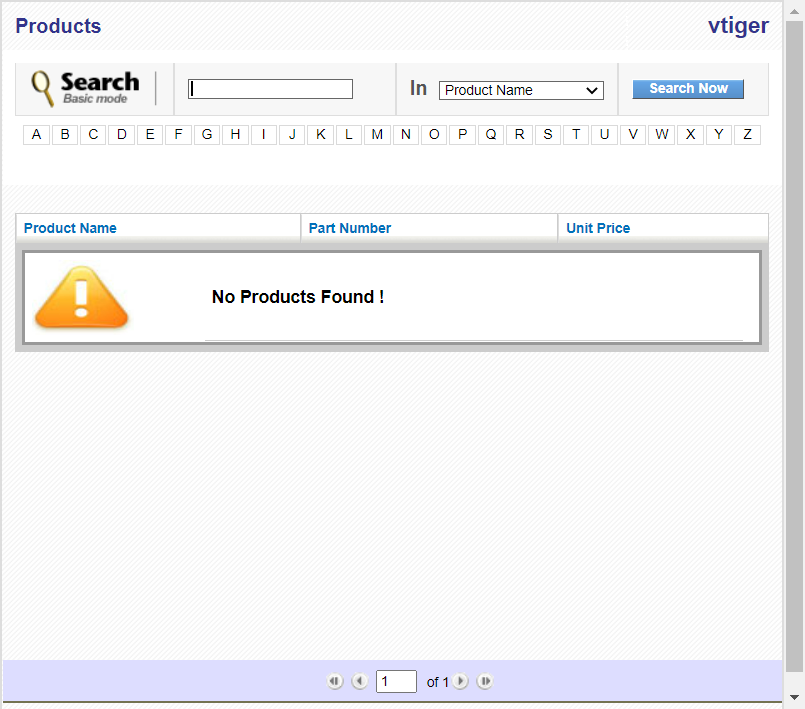 Products
vtiger
Search
Basic mode
In
Product Name
Search Now
A B C D E F G H I J K L M N O P Q R S T U V W X Y Z
Product Name Part Number Unit Price
No Products Found !
1 of 1